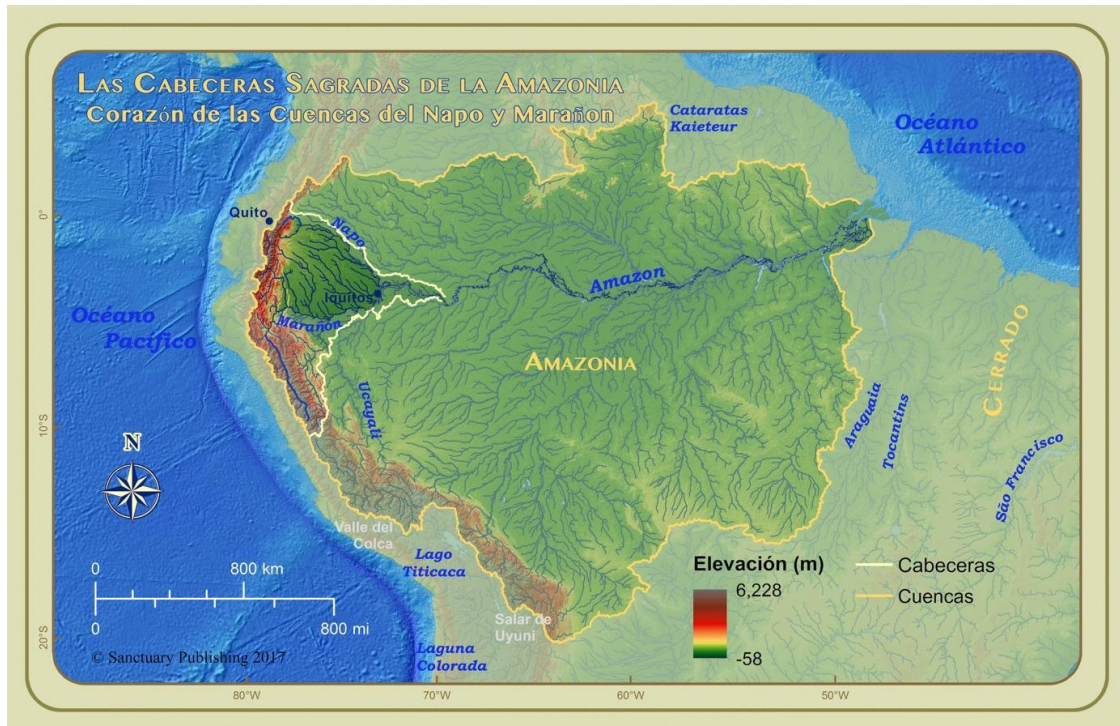 LAS CABECERAS SAGRADAS DE LA AMAZONIA
Corazón de las Cuencas del Napo y Marañon
Cataratas
Kaieteur
Océano
Atlántico
0°
Quito
Napo
Amazon
Iquitos
Marañón
Océano
Pacífico
AMAZONIA
CERRADO
Ucayali
Araguaia
Tocantins
São Francisco
10°S
N
Valle del
Colca
Lago
Titicaca
Salar de
Uyuni
Laguna
Colorada
0 800 km
0 800 mi
Elevación (m)
6,228
-58
Cabeceras
Cuencas
20°S
© Sanctuary Publishing 2017
80°W 70°W 60°W 50°W